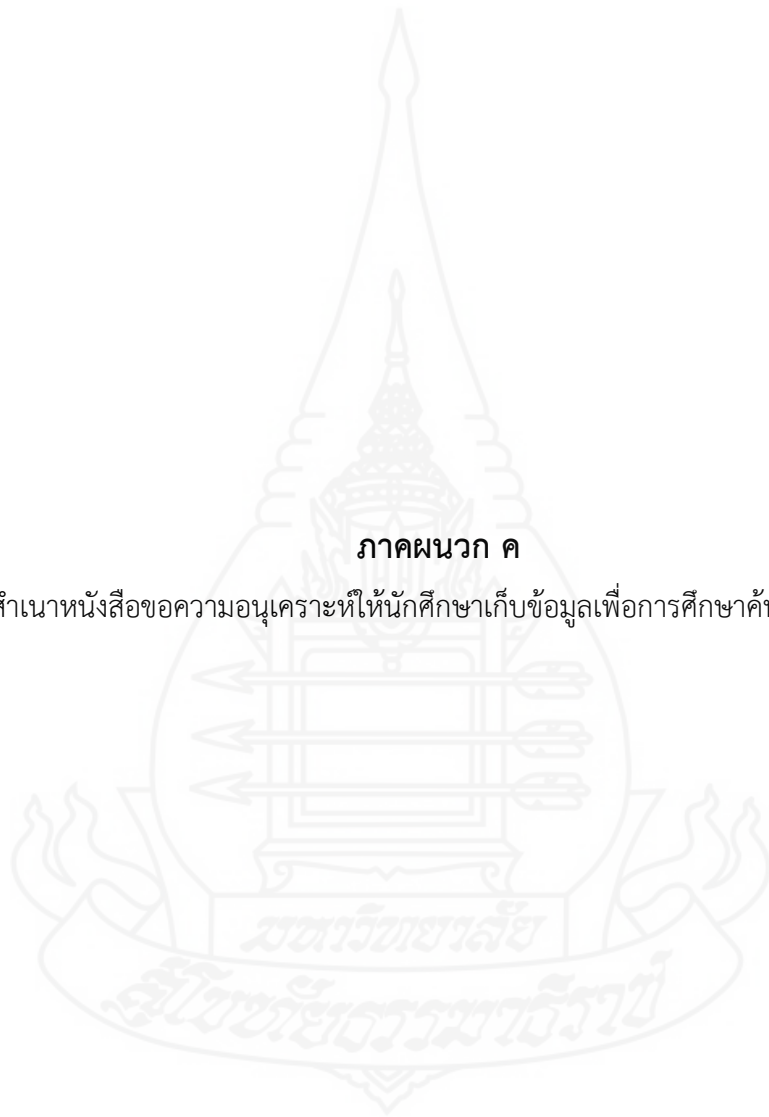 ภาคผนวก ค
สำเนาหนังสือขอความอนุเคราะห์ให้นักศึกษาเก็บข้อมูลเพื่อการศึกษาค้
มหาวิทยาลัย
สุโขทัยธรรมาธิราช